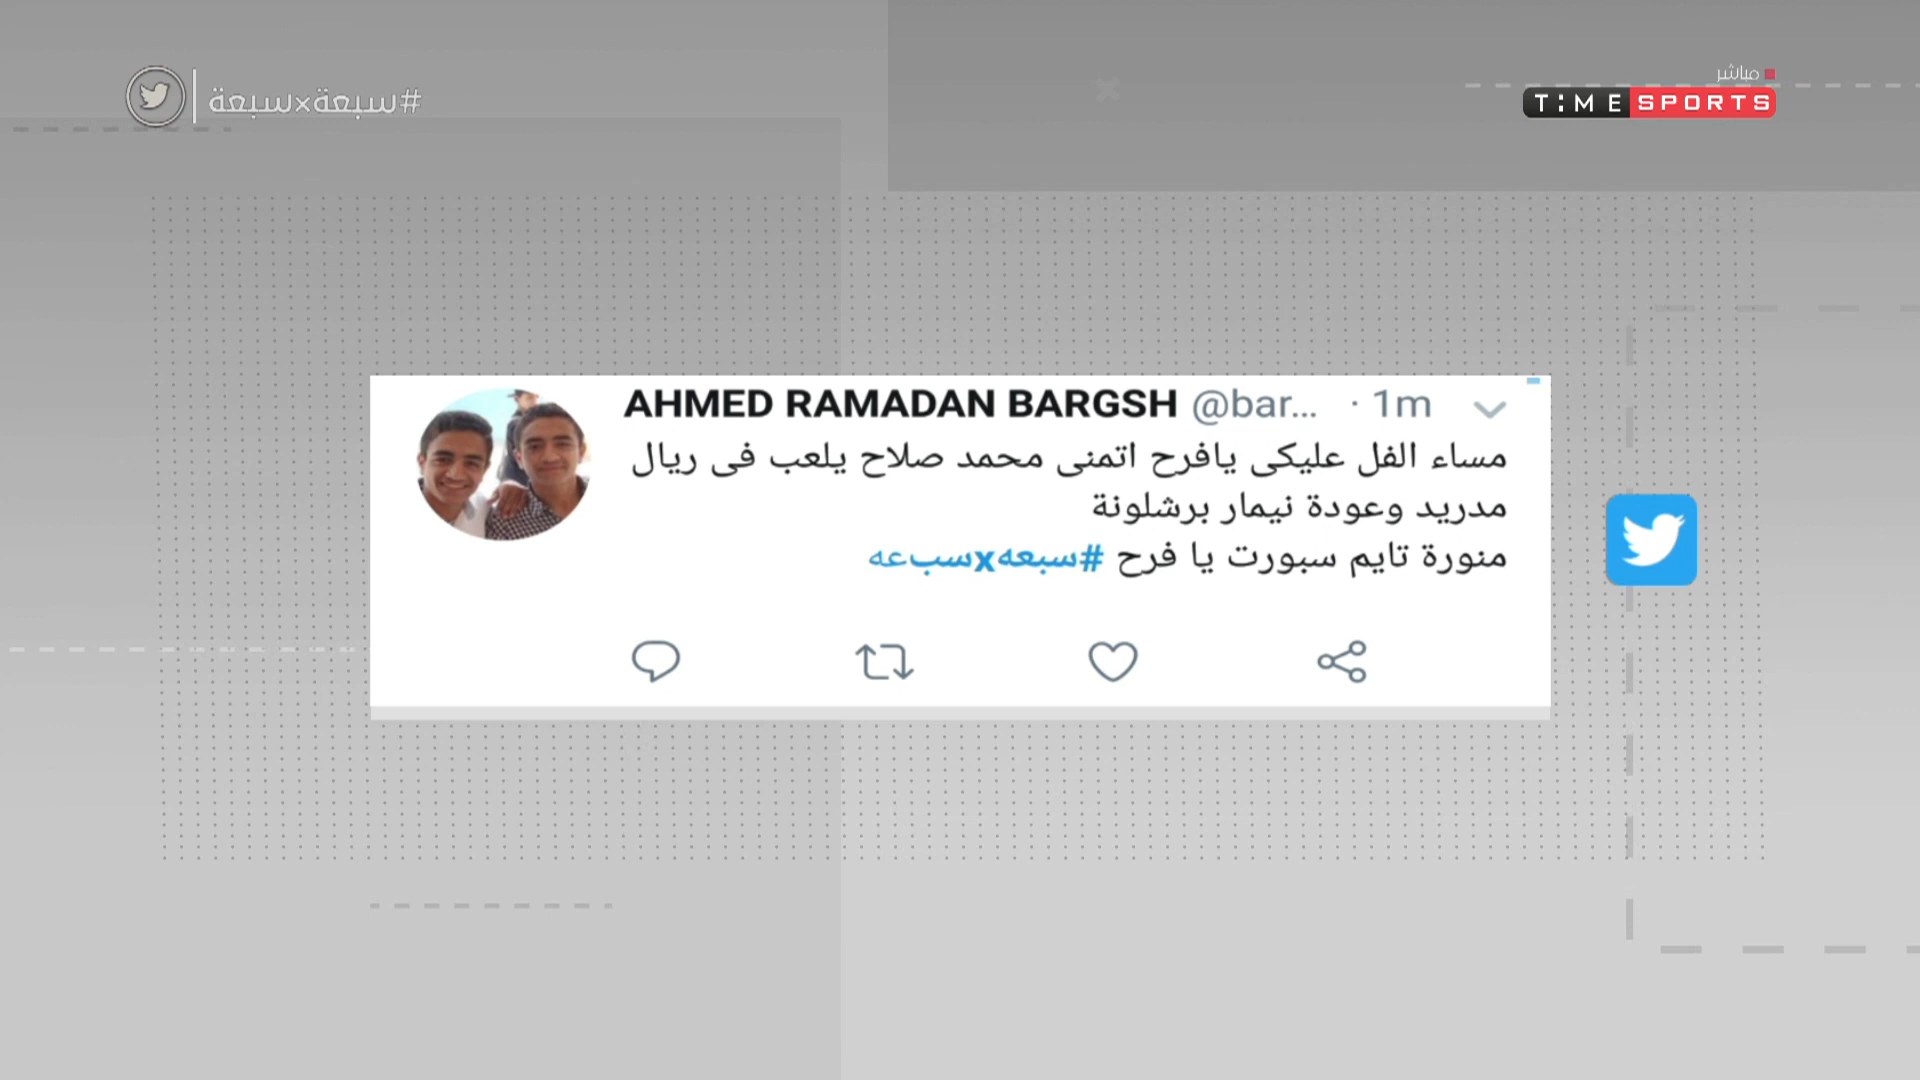 #سبعة×سبعة
مباشر
TIME SPORTS
AHMED RAMADAN BARGSH @bar... · 1m
مساء الفل عليكى يافرح اتمنى محمد صلاح يلعب فى ريال
مدريد وعودة نيمار برشلونة
منورة تايم سبورت يا فرح #سبعهxسبعه